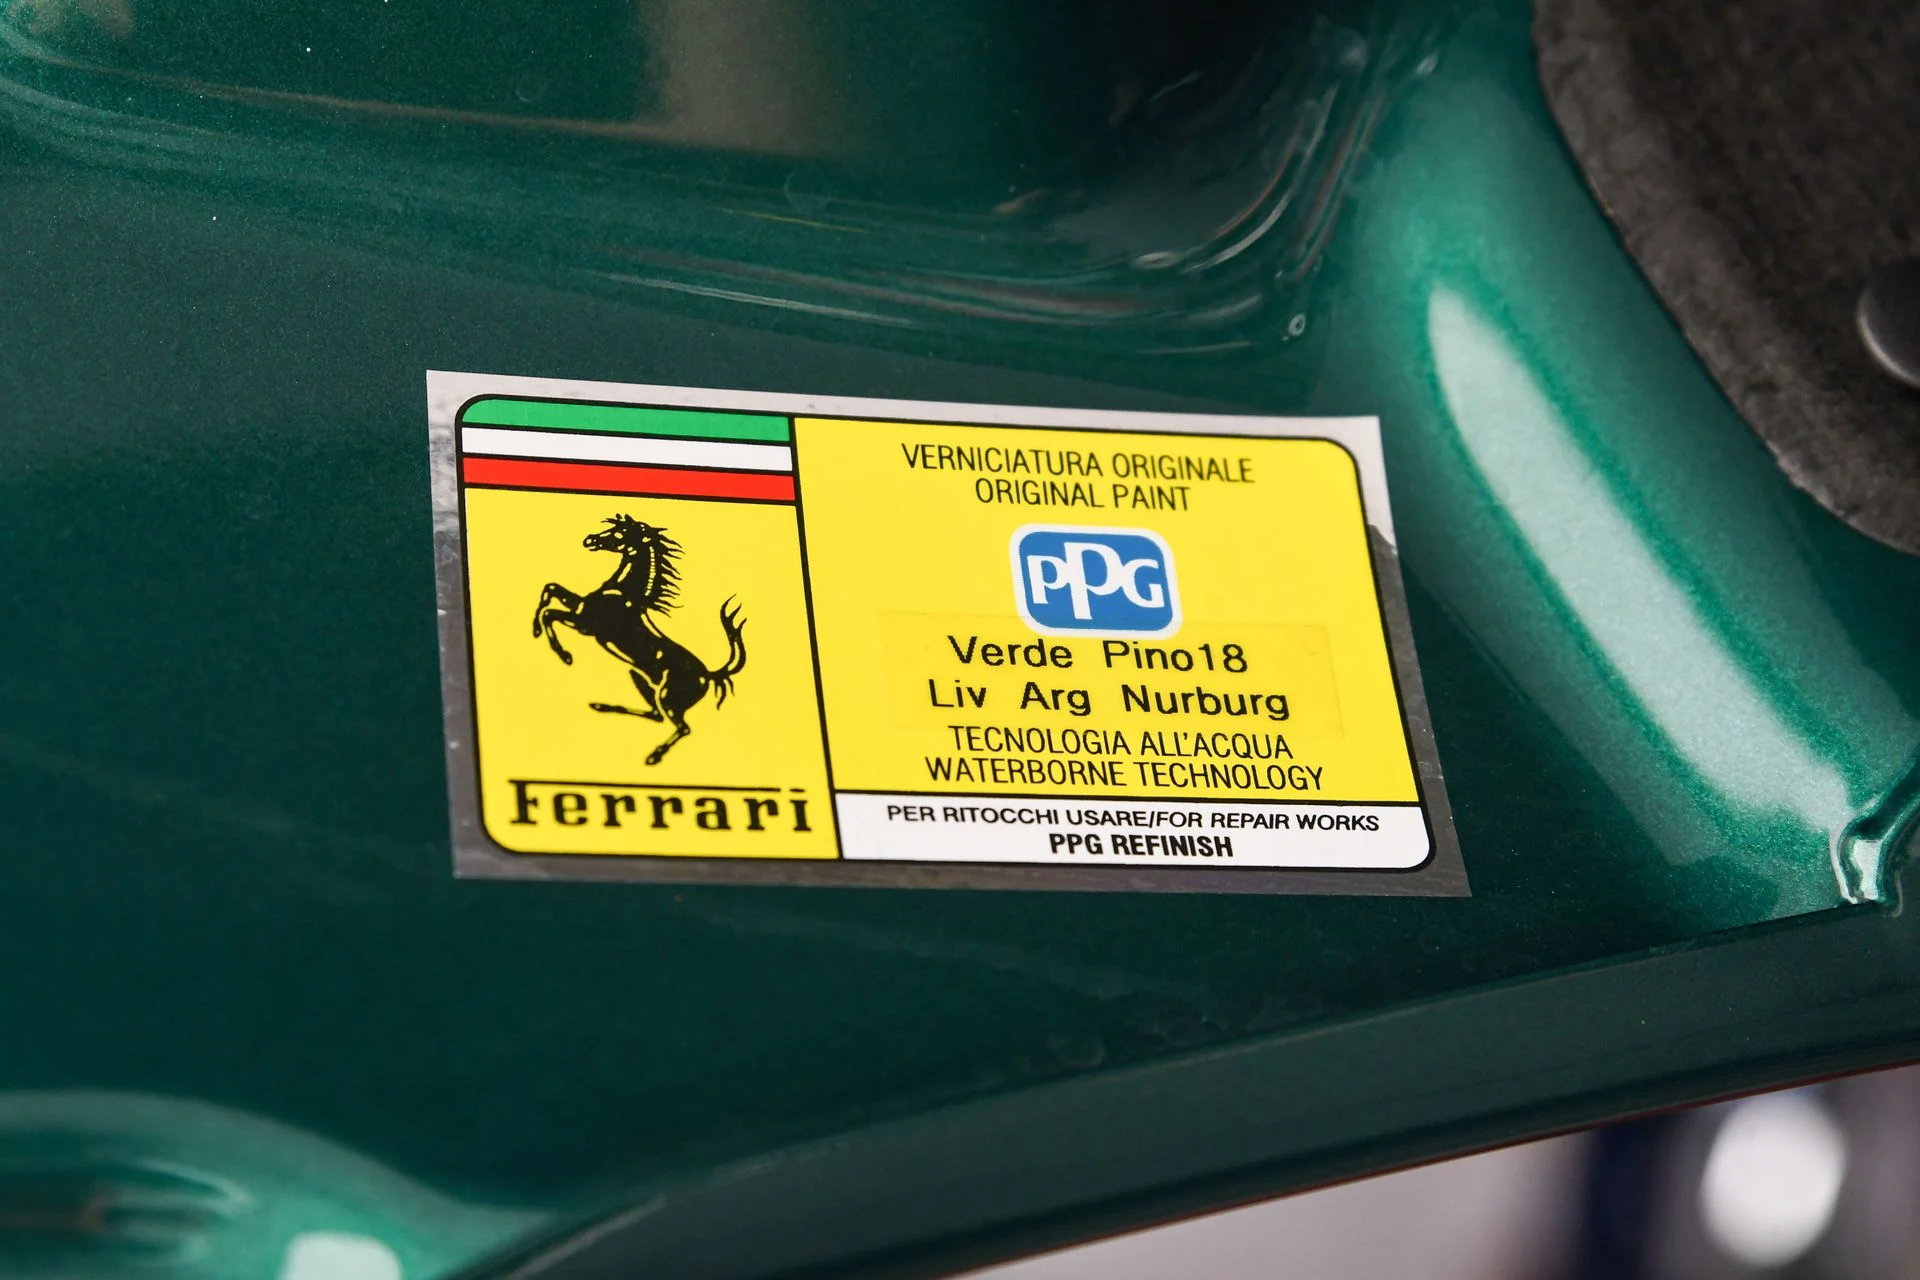 Ferrari
VERNICIATURA ORIGINALE
ORIGINAL PAINT
PPG
Verde Pino18
Liv Arg Nurburg
TECNOLOGIA ALL'ACQUA
WATERBORNE TECHNOLOGY
PER RITOCCHI USARE/FOR REPAIR WORKS
PPG REFINISH